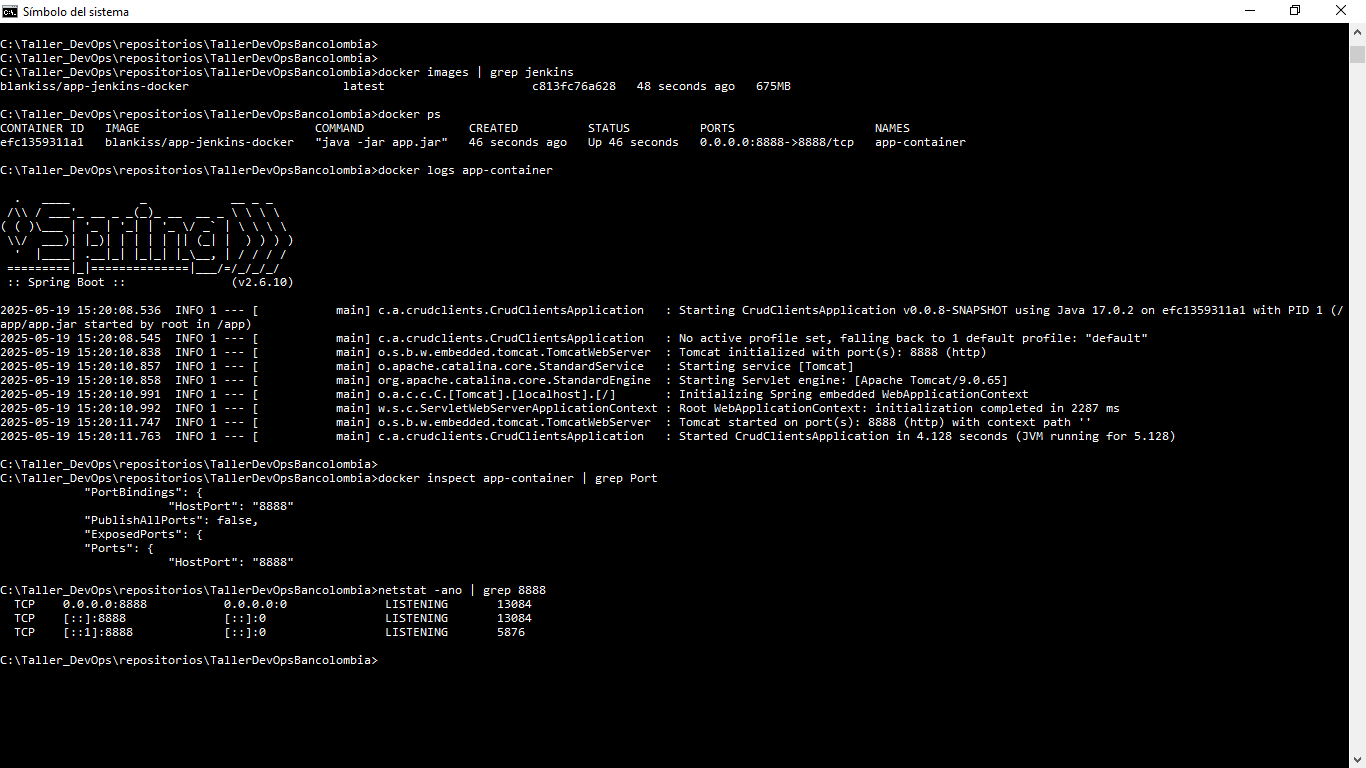 Símbolo del sistema
C:\Taller_DevOps\repositorios\TallerDevOpsBancolombia>
C:\Taller_DevOps\repositorios\TallerDevOpsBancolombia>
C:\Taller_DevOps\repositorios\TallerDevOpsBancolombia>docker images | grep jenkins
blankiss/app-jenkins-docker                      latest                     c813fc76a628   48 seconds ago   675MB
C:\Taller_DevOps\repositorios\TallerDevOpsBancolombia>docker ps
CONTAINER ID   IMAGE                         COMMAND               CREATED          STATUS          PORTS                    NAMES
efc1359311a1   blankiss/app-jenkins-docker   "java -jar app.jar"   46 seconds ago   Up 46 seconds   0.0.0.0:8888->8888/tcp   app-container
C:\Taller_DevOps\repositorios\TallerDevOpsBancolombia>docker logs app-container
  .   ____          _            __ _ _
 /\\ / ___'_ __ _ _(_)_ __  __ _ \ \ \ \
( ( )\___ | '_ | '_| | '_ \/ _` | \ \ \ \
 \\/  ___)| |_)| | | | | || (_| |  ) ) ) )
  '  |____| .__|_| |_|_| |_\__, | / / / /
 =========|_|==============|___/=/_/_/_/
 :: Spring Boot ::               (v2.6.10)
2025-05-19 15:20:08.536  INFO 1 --- [           main] c.a.crudclients.CrudClientsApplication   : Starting CrudClientsApplication v0.0.8-SNAPSHOT using Java 17.0.2 on efc1359311a1 with PID 1 (/
app/app.jar started by root in /app)
2025-05-19 15:20:08.545  INFO 1 --- [           main] c.a.crudclients.CrudClientsApplication   : No active profile set, falling back to 1 default profile: "default"
2025-05-19 15:20:10.838  INFO 1 --- [           main] o.s.b.w.embedded.tomcat.TomcatWebServer  : Tomcat initialized with port(s): 8888 (http)
2025-05-19 15:20:10.857  INFO 1 --- [           main] o.apache.catalina.core.StandardService   : Starting service [Tomcat]
2025-05-19 15:20:10.858  INFO 1 --- [           main] org.apache.catalina.core.StandardEngine  : Starting Servlet engine: [Apache Tomcat/9.0.65]
2025-05-19 15:20:10.991  INFO 1 --- [           main] o.a.c.c.C.[Tomcat].[localhost].[/]       : Initializing Spring embedded WebApplicationContext
2025-05-19 15:20:10.992  INFO 1 --- [           main] w.s.c.ServletWebServerApplicationContext : Root WebApplicationContext: initialization completed in 2287 ms
2025-05-19 15:20:11.747  INFO 1 --- [           main] o.s.b.w.embedded.tomcat.TomcatWebServer  : Tomcat started on port(s): 8888 (http) with context path ''
2025-05-19 15:20:11.763  INFO 1 --- [           main] c.a.crudclients.CrudClientsApplication   : Started CrudClientsApplication in 4.128 seconds (JVM running for 5.128)
C:\Taller_DevOps\repositorios\TallerDevOpsBancolombia>
C:\Taller_DevOps\repositorios\TallerDevOpsBancolombia>docker inspect app-container | grep Port
            "PortBindings": {
                        "HostPort": "8888"
            "PublishAllPorts": false,
            "ExposedPorts": {
            "Ports": {
                        "HostPort": "8888"
C:\Taller_DevOps\repositorios\TallerDevOpsBancolombia>netstat -ano | grep 8888
  TCP    0.0.0.0:8888           0.0.0.0:0              LISTENING       13084
  TCP    [::]:8888              [::]:0                 LISTENING       13084
  TCP    [::1]:8888             [::]:0                 LISTENING       5876
C:\Taller_DevOps\repositorios\TallerDevOpsBancolombia>